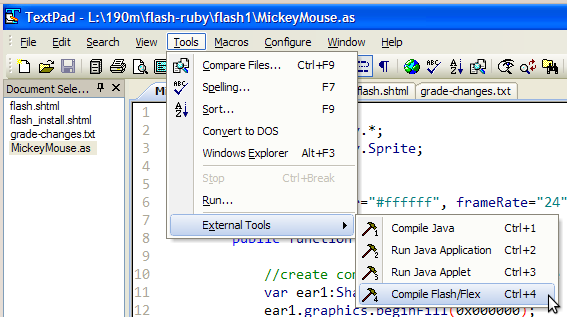 TextPad - L:\190m\flash-ruby\flash1\MickeyMouse.as
File Edit Search View Tools Macros Configure Window Help
Document Selec...
flash.shtml
flash_install.shtml
grade-changes.txt
MickeyMouse.as
Compare Files... Ctrl+F9
Spelling... F7
Sort... F9
Convert to DOS
Windows Explorer Alt+F3
Stop Ctrl+Break
Run...
External Tools
Compile Java Ctrl+1
Run Java Application Ctrl+2
Run Java Applet Ctrl+3
Compile Flash/Flex Ctrl+4
flash.shtml grade-changes.txt
1
2 y.*;
3 y.Sprite;
4
5
6 ="#ffffff", frameRate="24"
7
8 public function
9
10 //create con
11 var ear1:Sha
12 ear1.graphics.beginFill(0x000000);